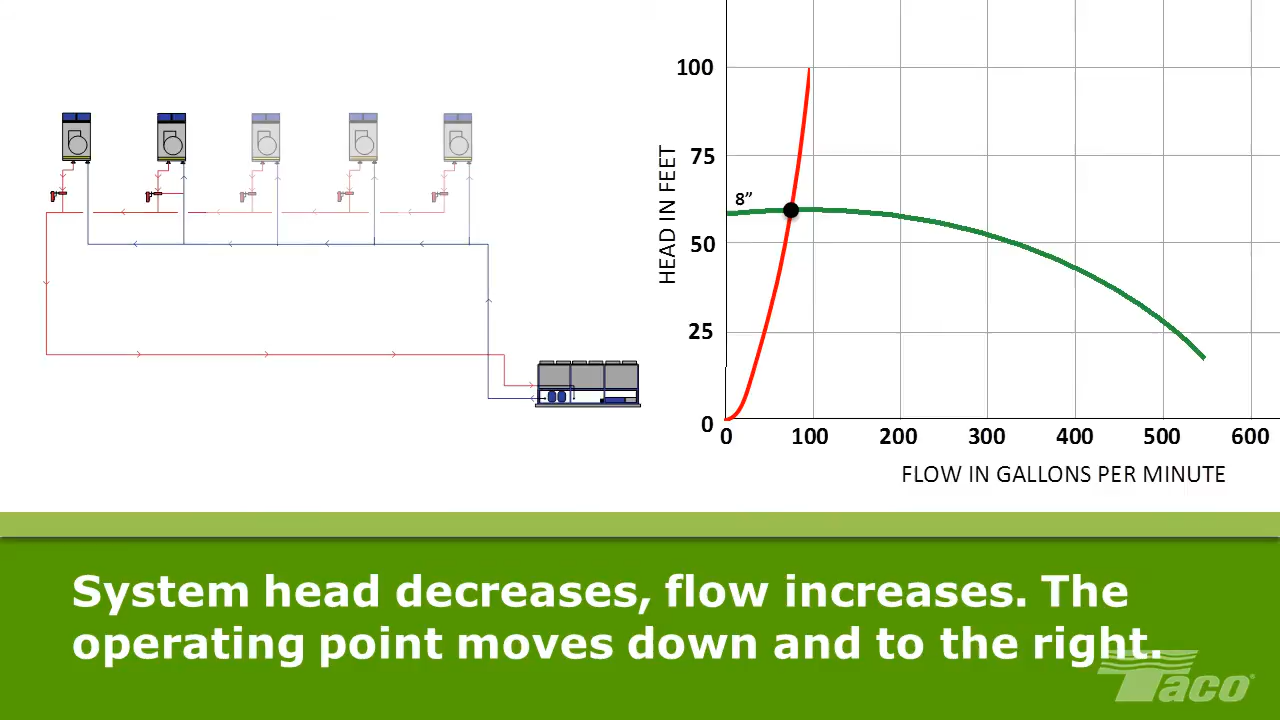 100
75
50
25
0
HEAD IN FEET
8”
0 100 200 300 400 500 600
FLOW IN GALLONS PER MINUTE
System head decreases, flow increases. The
operating point moves down and to the right.
Taco®